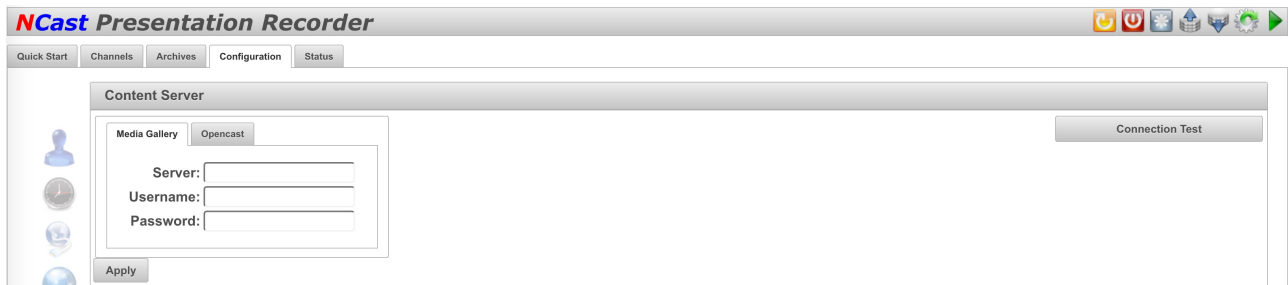 NCast Presentation Recorder
Quick Start Channels Archives Configuration Status
Content Server
Media Gallery Opencast
Connection Test
Server:
Username:
Password:
Apply